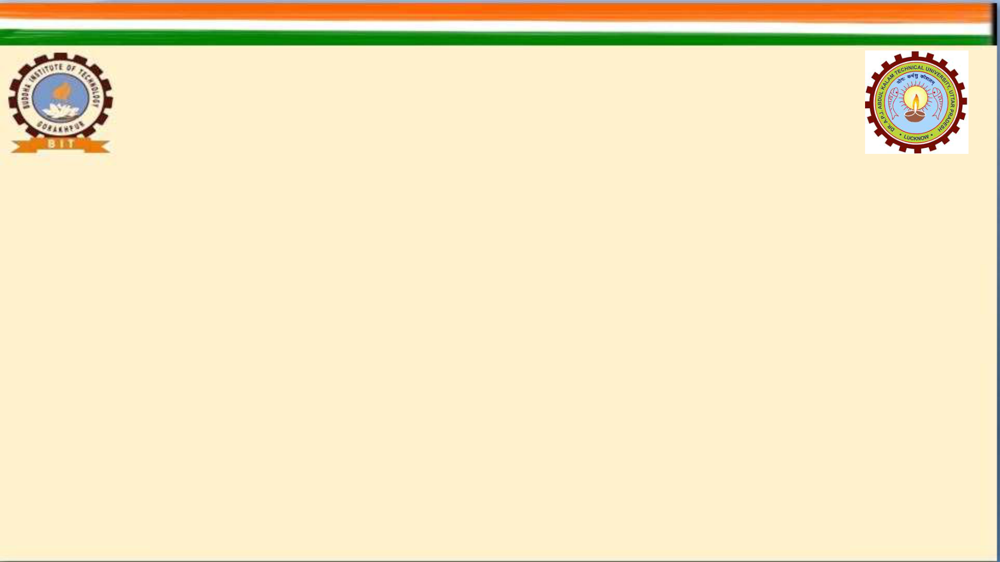 BUDDHA INSTITUTE OF TECHNOLOGY
GORAKHPUR
BIT
DR. A.P.J. ABDUL KALAM TECHNICAL UNIVERSITY, UTTAR PRADESH
योगः कर्मसु कौशलम्
• LUCKNOW •